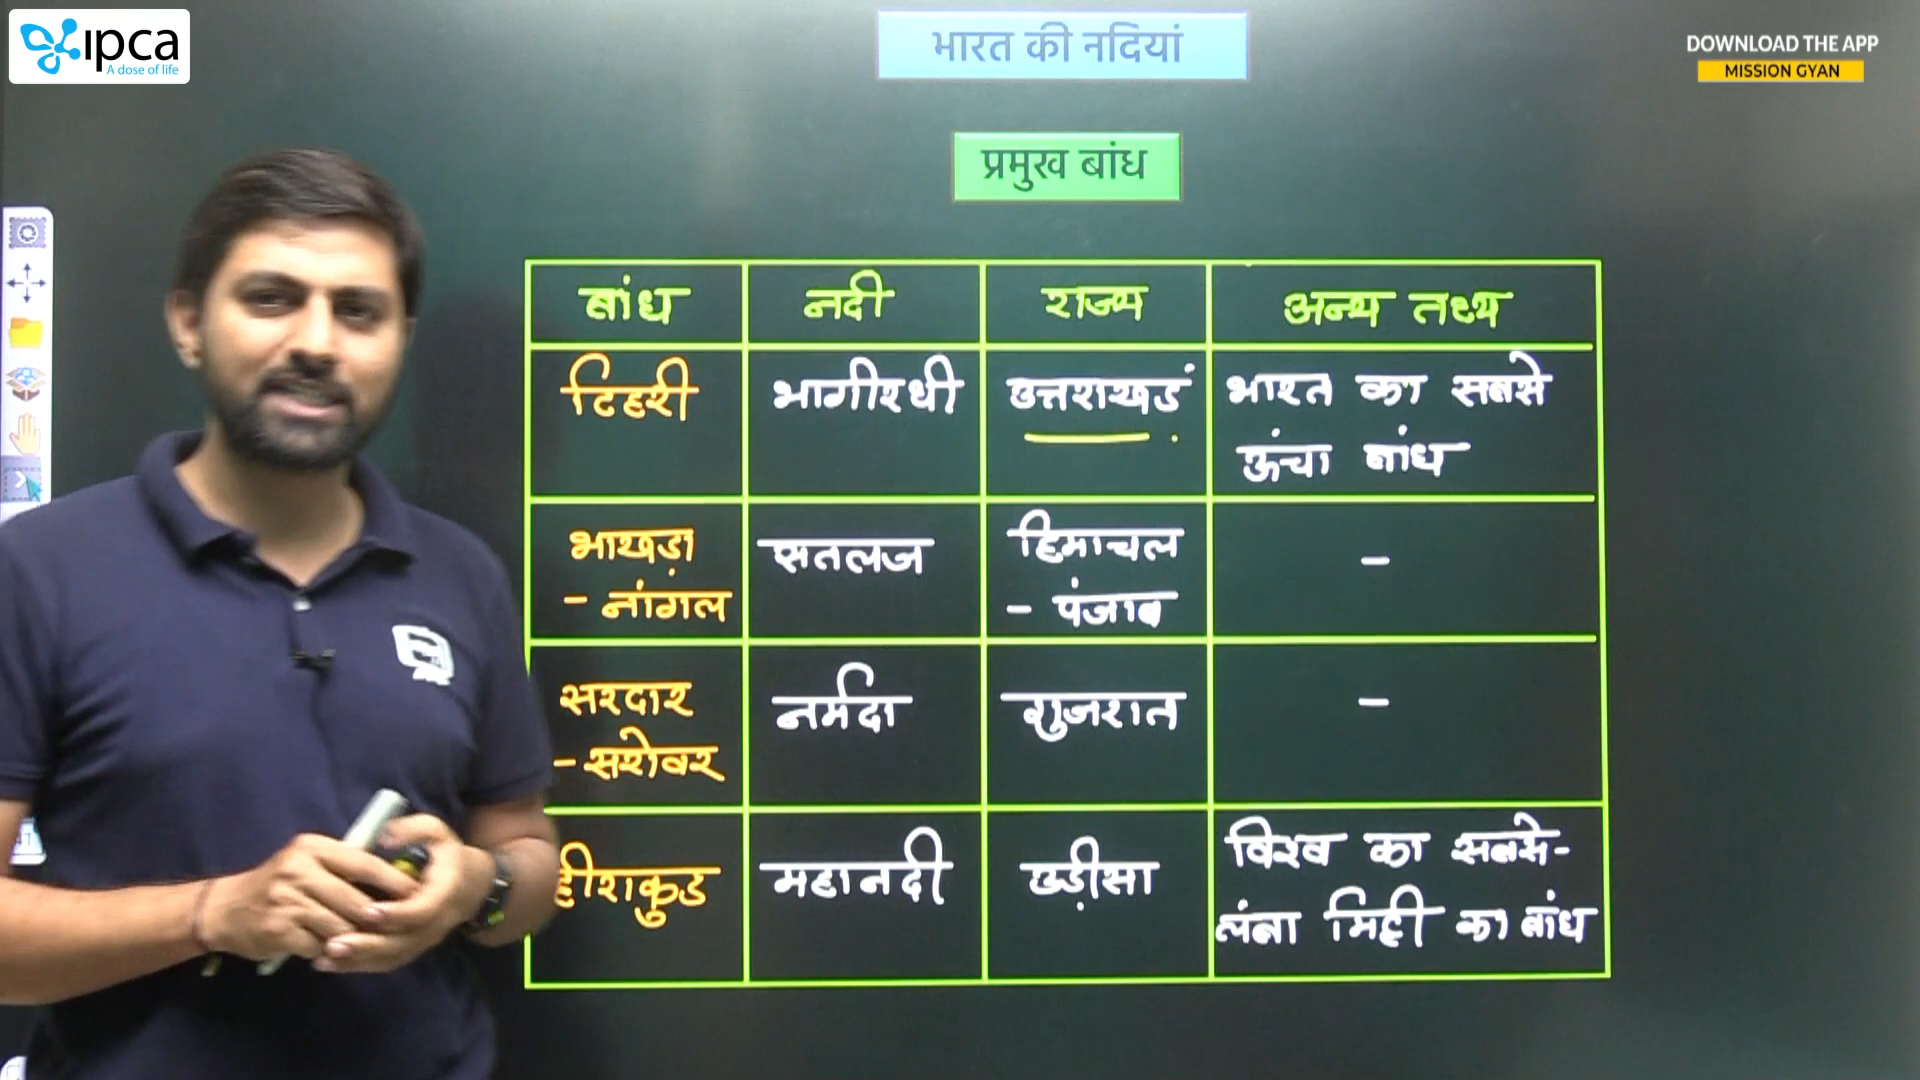 ipca
A dose of life
भारत की नदियां
DOWNLOAD THE APP
MISSION GYAN
प्रमुख बांध
बांध नदी राज्य अन्य तथ्य
टिहरी भागीरथी उत्तराखडं भारत का सबसे
ऊंचा बांध
भाखड़ा सतलज हिमाचल –
– नांगल – पंजाब
सरदार नर्मदा गुजरात –
– सरोवर
हीराकुड महानदी उड़ीसा विश्व का सबसे-
लंबा मिट्टी का बांध